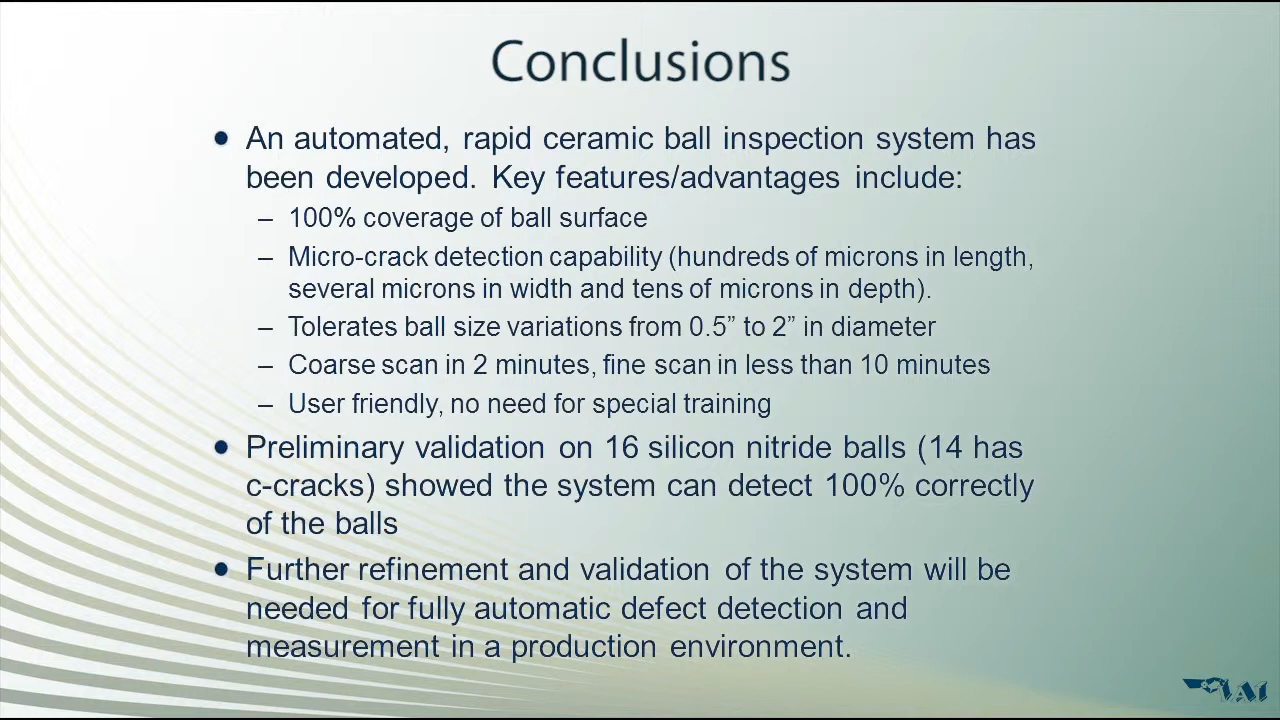 Conclusions
• An automated, rapid ceramic ball inspection system has
been developed. Key features/advantages include:
– 100% coverage of ball surface
– Micro-crack detection capability (hundreds of microns in length,
several microns in width and tens of microns in depth).
– Tolerates ball size variations from 0.5” to 2” in diameter
– Coarse scan in 2 minutes, fine scan in less than 10 minutes
– User friendly, no need for special training
• Preliminary validation on 16 silicon nitride balls (14 has
c-cracks) showed the system can detect 100% correctly
of the balls
• Further refinement and validation of the system will be
needed for fully automatic defect detection and
measurement in a production environment.